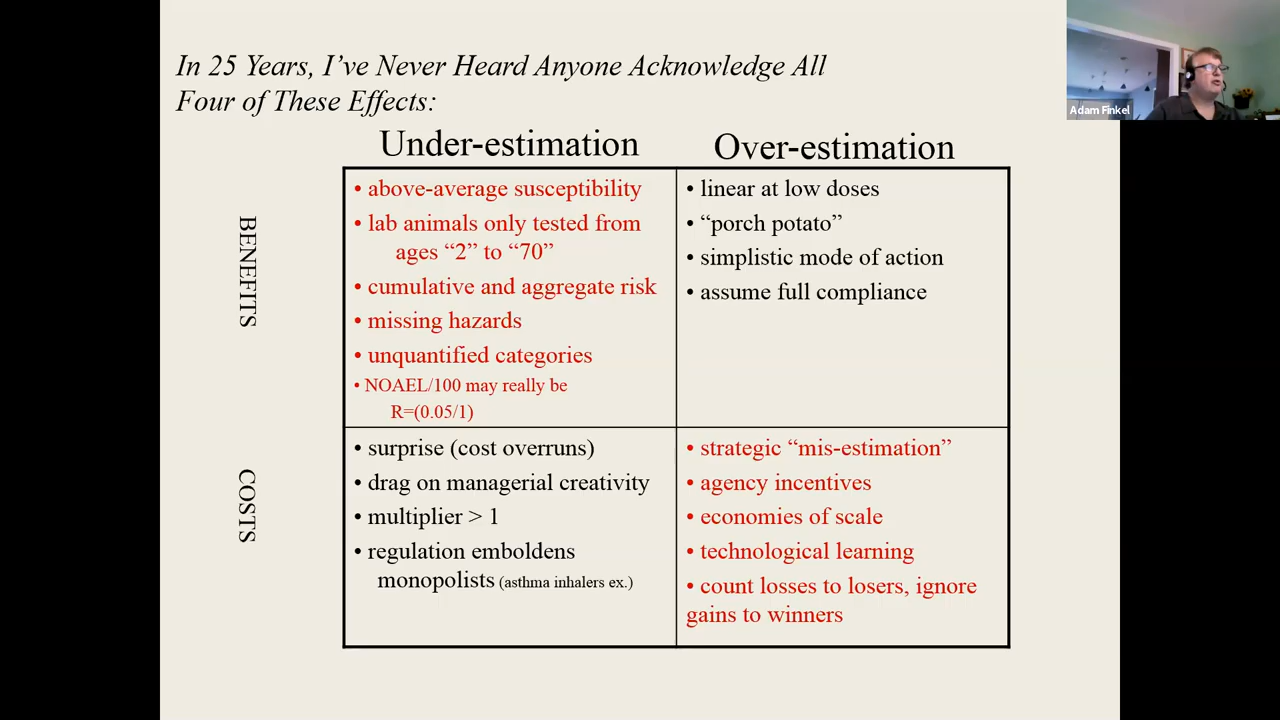 In 25 Years, I’ve Never Heard Anyone Acknowledge All
Four of These Effects:
Adam Finkel
Under-estimation
Over-estimation
BENEFITS
• above-average susceptibility
• lab animals only tested from
ages “2” to “70”
• cumulative and aggregate risk
• missing hazards
• unquantified categories
• NOAEL/100 may really be
R=(0.05/1)
• linear at low doses
• “porch potato”
• simplistic mode of action
• assume full compliance
COSTS
• surprise (cost overruns)
• drag on managerial creativity
• multiplier > 1
• regulation emboldens
monopolists (asthma inhalers ex.)
• strategic “mis-estimation”
• agency incentives
• economies of scale
• technological learning
• count losses to losers, ignore
gains to winners